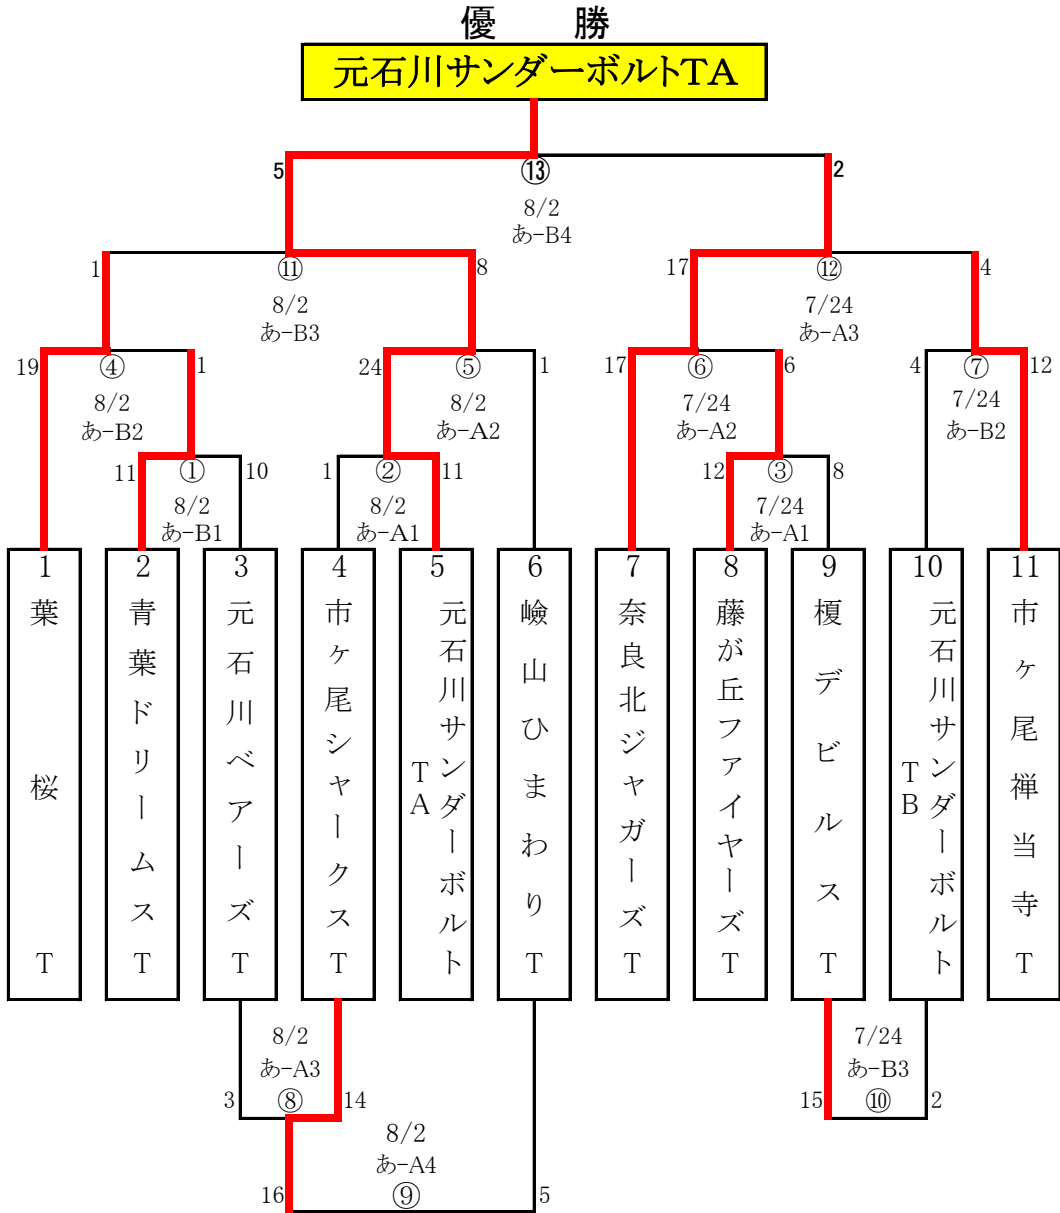 優　勝
元石川サンダーボルトTA
5 ⑬ 2
8/2
あ-B4
1 ⑪ 8 17 ⑫ 4
8/2 7/24
あ-B3 あ-A3
19 ④ 1 24 ⑤ 1 17 ⑥ 6 4 ⑦ 12
8/2 8/2 7/24 7/24
あ-B2 あ-A2 あ-A2 あ-B2
11 ① 10 1 ② 11 12 ③ 8
8/2 8/2 7/24
あ-B1 あ-A1 あ-A1
1 葉桜T
2 青葉ドリームスT
3 元石川ベアーズT
4 市ヶ尾シャークスT
5 元石川サンダーボルト
TA
6 嶮山ひまわりT
7 奈良北ジャガーズT
8 藤が丘ファイヤーズT
9 榎デビルスT
10 元石川サンダーボルト
TB
11 市ヶ尾禅当寺T
8/2 7/24
あ-A3 あ-B3
3 ⑧ 14 15 ⑩ 2
8/2
あ-A4
16 ⑨ 5